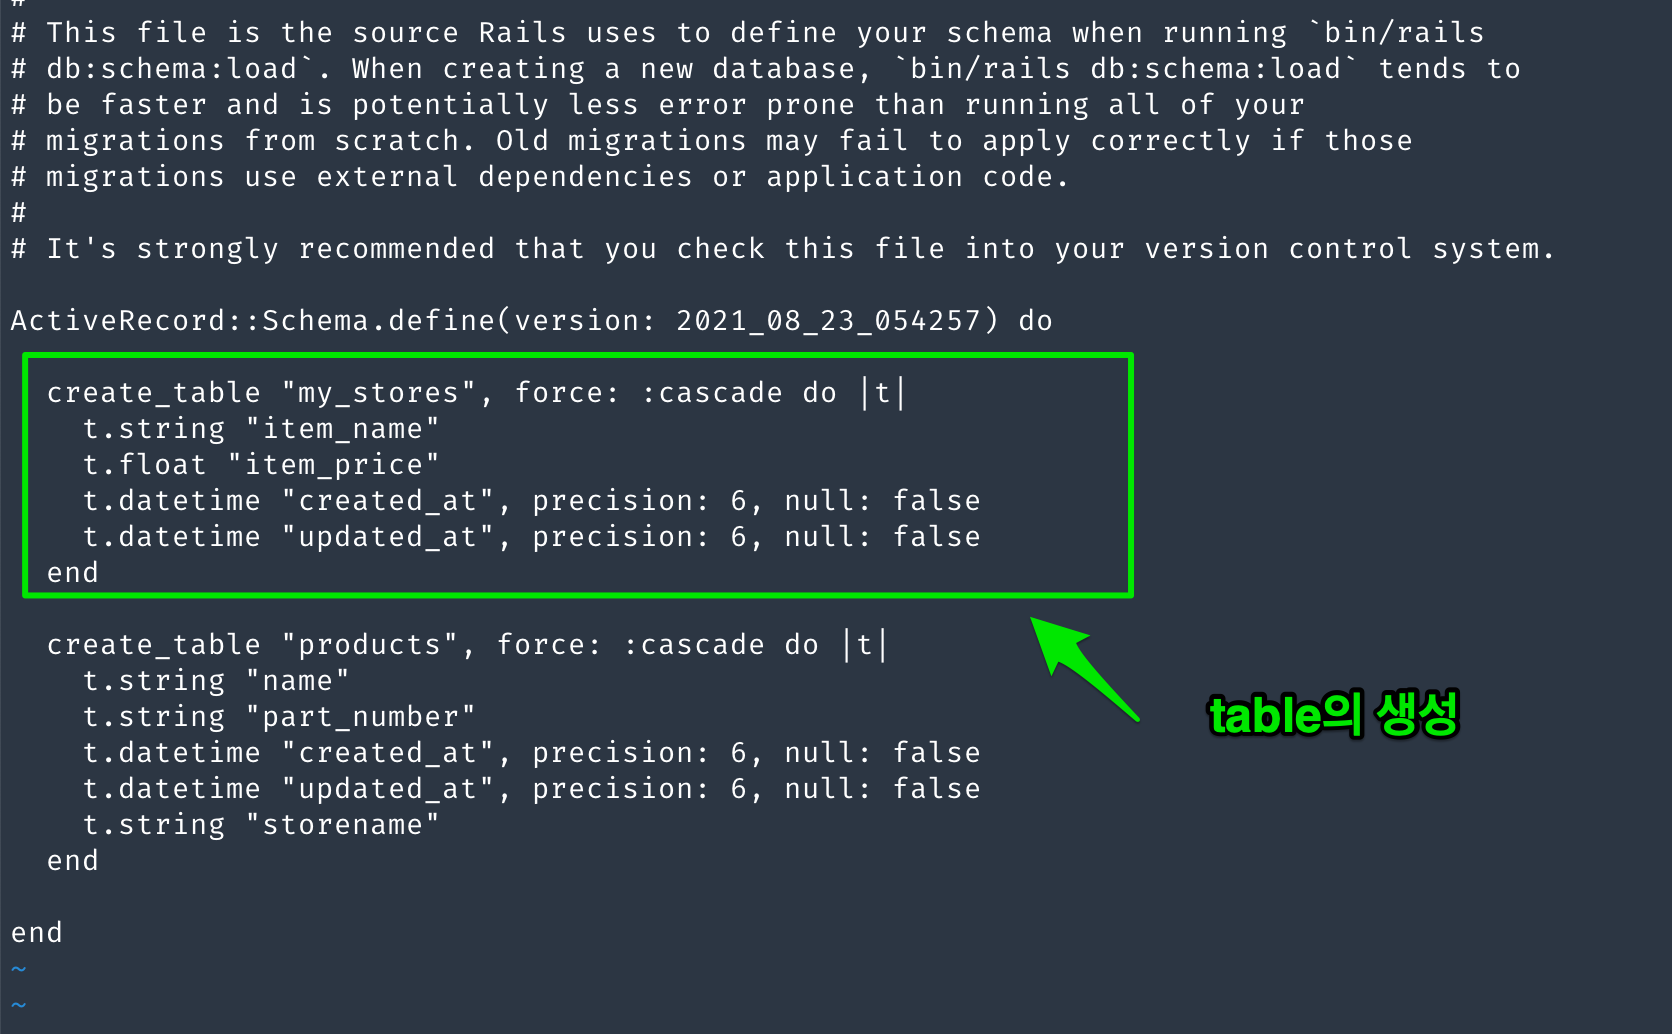 #
# This file is the source Rails uses to define your schema when running `bin/rails
# db:schema:load`. When creating a new database, `bin/rails db:schema:load` tends to
# be faster and is potentially less error prone than running all of your
# migrations from scratch. Old migrations may fail to apply correctly if those
# migrations use external dependencies or application code.
#
# It's strongly recommended that you check this file into your version control system.

ActiveRecord::Schema.define(version: 2021_08_23_054257) do

  create_table "my_stores", force: :cascade do |t|
    t.string "item_name"
    t.float "item_price"
    t.datetime "created_at", precision: 6, null: false
    t.datetime "updated_at", precision: 6, null: false
  end

  create_table "products", force: :cascade do |t|
    t.string "name"
    t.string "part_number"
table의 생성
    t.datetime "created_at", precision: 6, null: false
    t.datetime "updated_at", precision: 6, null: false
    t.string "storename"
  end

end
~
~